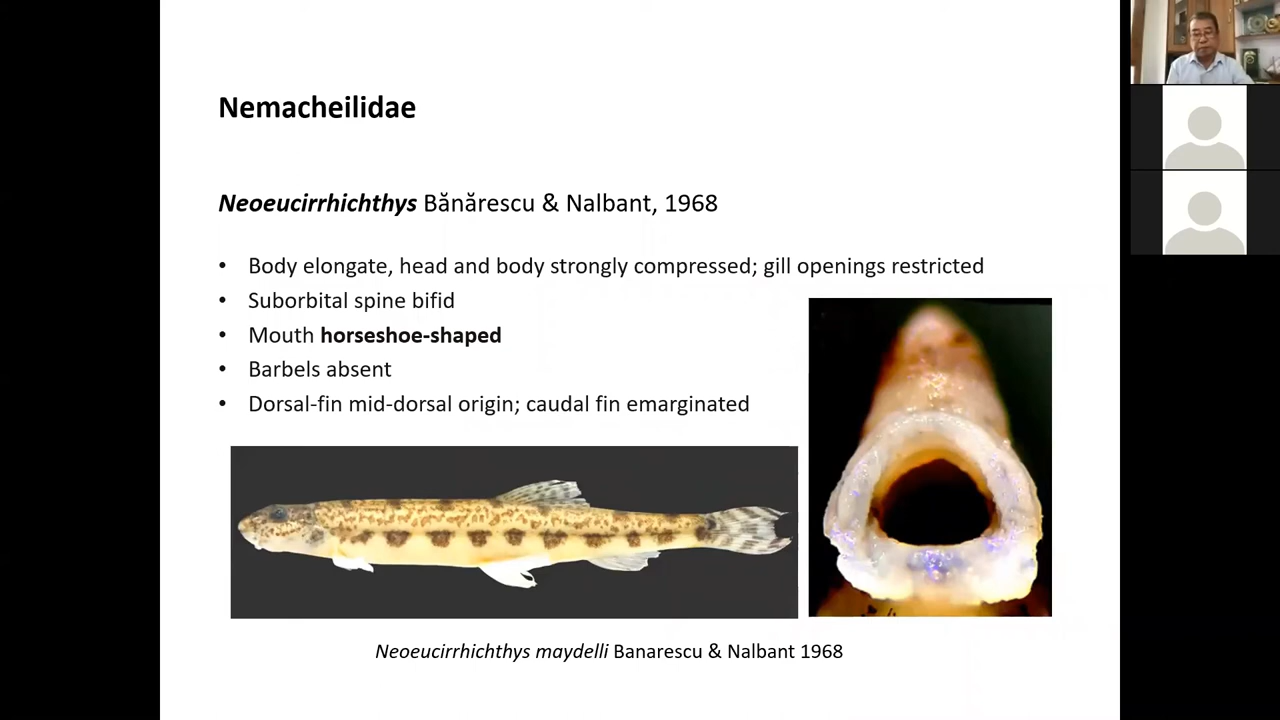 Nemacheilidae
Neoeucirrhichthys Bănărescu & Nalbant, 1968
• Body elongate, head and body strongly compressed; gill openings restricted
• Suborbital spine bifid
• Mouth horseshoe-shaped
• Barbels absent
• Dorsal-fin mid-dorsal origin; caudal fin emarginated
Neoeucirrhichthys maydelli Banarescu & Nalbant 1968